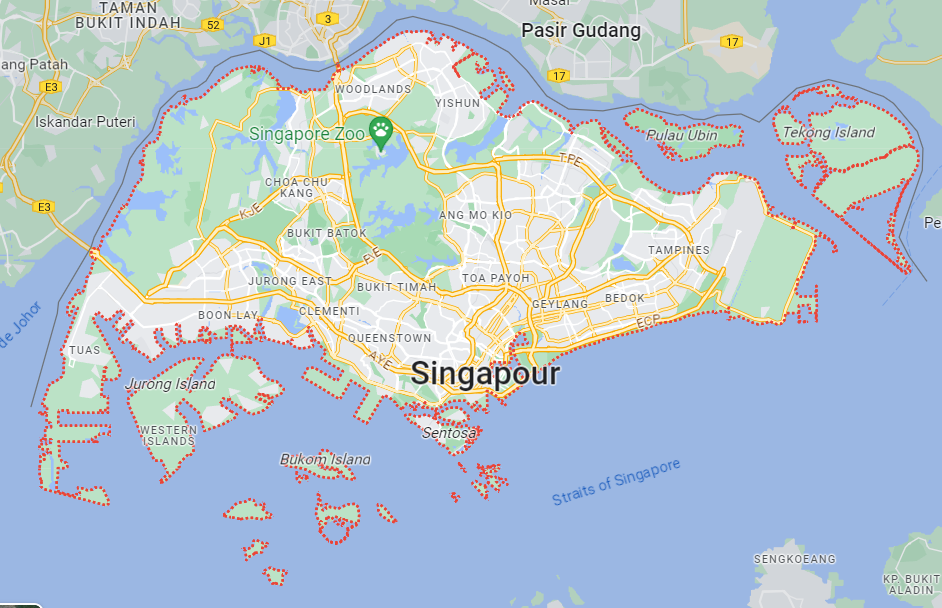 Masai
TAMAN
BUKIT INDAH
52
3
J1
Pasir Gudang
17
17
ang Patah
E3
WOODLANDS
YISHUN
Iskandar Puteri
Singapore Zoo
Pulau Ubin
Tekong Island
TPE
CHOA CHU
KANG
E3
KJE
ANG MO KIO
Pe
BUKIT BATOK
PIE
TAMPINES
JURONG EAST
BUKIT TIMAH
TOA PAYOH
GEYLANG
BEDOK
de Johor
BOON LAY
CLEMENTI
ECP
QUEENSTOWN
TUAS
AYE
Singapour
Jurong Island
WESTERN
ISLANDS
Sentosa
Bukom Island
Straits of Singapore
SENGKOEANG
KP. BUKIT
ALADIN